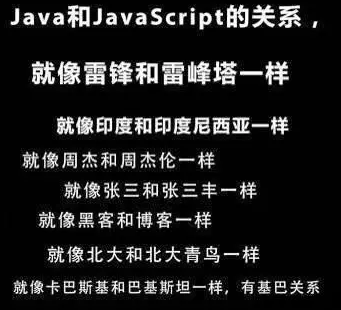 Java和JavaScript的关系，
就像雷锋和雷峰塔一样
就像印度和印度尼西亚一样
就像周杰和周杰伦一样
就像张三和张三丰一样
就像黑客和博客一样
就像北大和北大青鸟一样
就像卡巴斯基和巴基斯坦一样，有基巴关系